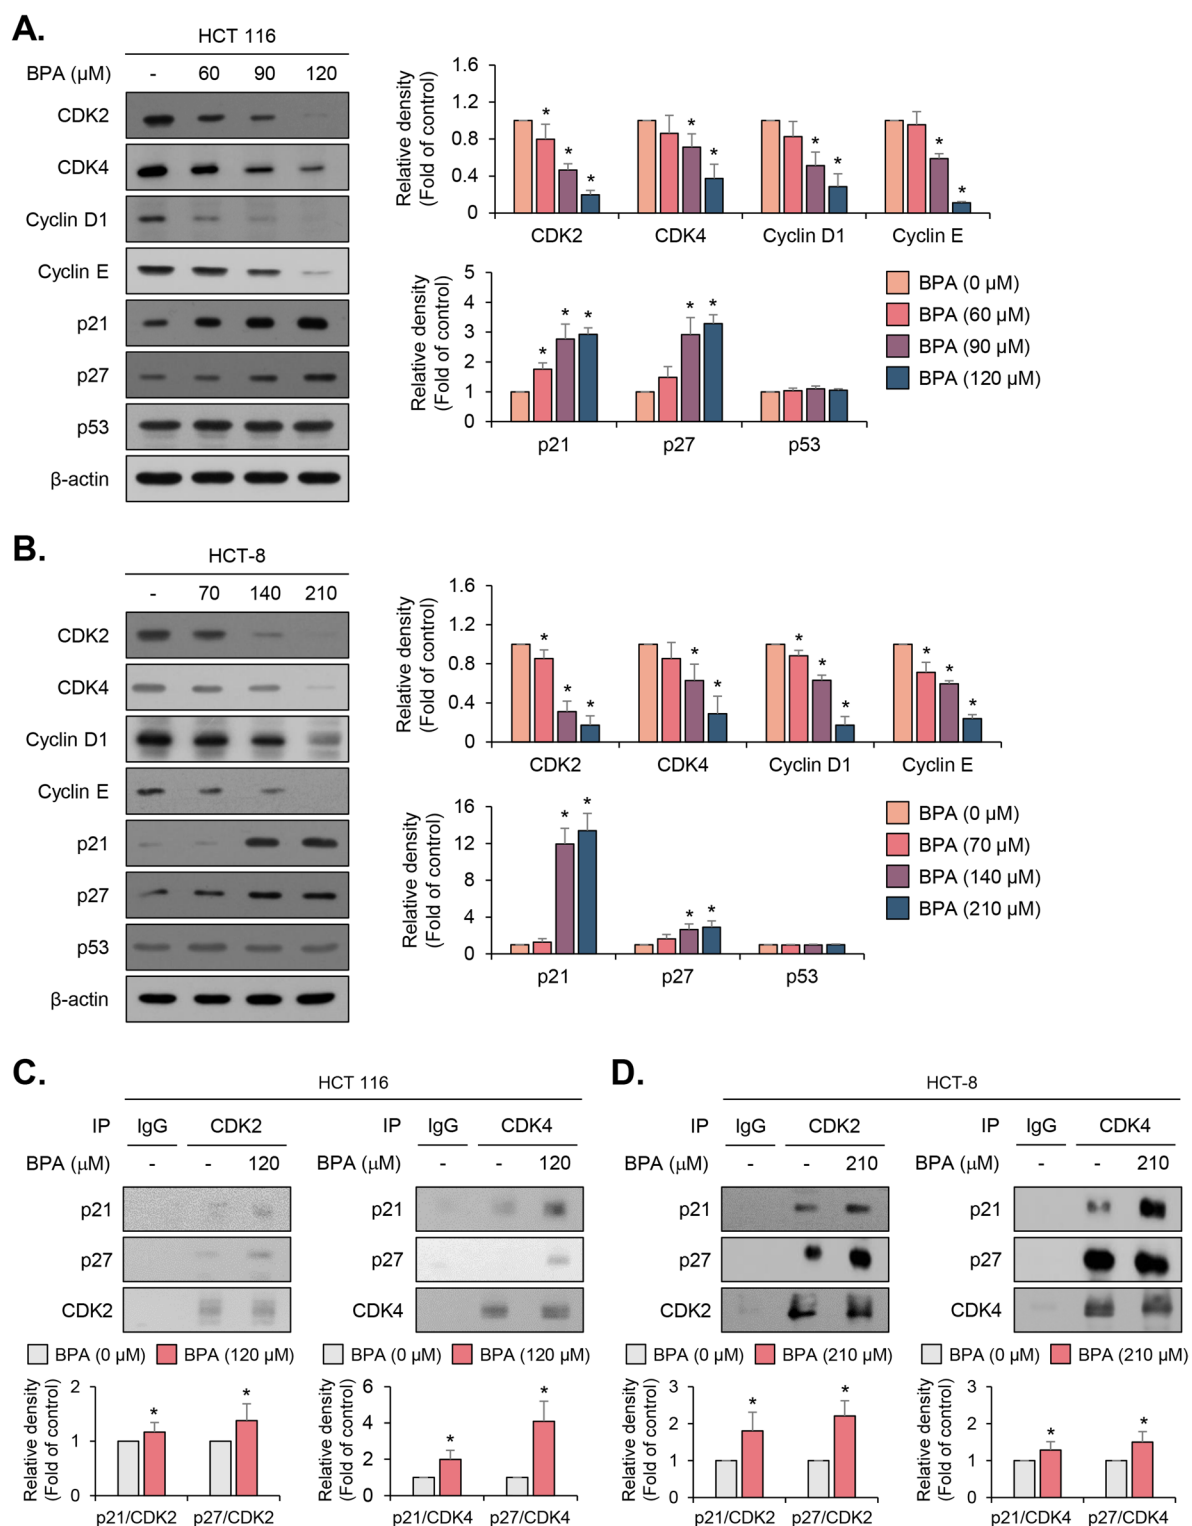 A.
HCT 116
BPA (µM) - 60 90 120
CDK2
CDK4
Cyclin D1
Cyclin E
p21
p27
p53
β-actin
Relative density
(Fold of control)
1.6
1.2
0.8
0.4
0
* * *
* *
* *
* *
CDK2 CDK4 Cyclin D1 Cyclin E
Relative density
(Fold of control)
5
4
3
2
1
0
* * *
* *
p21 p27 p53
BPA (0 µM)
BPA (60 µM)
BPA (90 µM)
BPA (120 µM)
B.
HCT-8
- 70 140 210
CDK2
CDK4
Cyclin D1
Cyclin E
p21
p27
p53
β-actin
Relative density
(Fold of control)
1.6
1.2
0.8
0.4
0
* * *
* *
* * *
* * *
CDK2 CDK4 Cyclin D1 Cyclin E
Relative density
(Fold of control)
16
12
8
4
0
* *
* *
p21 p27 p53
BPA (0 µM)
BPA (70 µM)
BPA (140 µM)
BPA (210 µM)
C.
HCT 116
IP IgG CDK2
BPA (µM) - - 120
p21
p27
CDK2
BPA (0 µM) BPA (120 µM)
Relative density
(Fold of control)
2
1
0
* *
p21/CDK2 p27/CDK2
IP IgG CDK4
BPA (µM) - - 120
p21
p27
CDK4
BPA (0 µM) BPA (120 µM)
Relative density
(Fold of control)
6
4
2
0
* *
p21/CDK4 p27/CDK4
D.
HCT-8
IP IgG CDK2
BPA (µM) - - 210
p21
p27
CDK2
BPA (0 µM) BPA (210 µM)
Relative density
(Fold of control)
3
2
1
0
* *
p21/CDK2 p27/CDK2
IP IgG CDK4
BPA (µM) - - 210
p21
p27
CDK4
BPA (0 µM) BPA (210 µM)
Relative density
(Fold of control)
3
2
1
0
* *
p21/CDK4 p27/CDK4